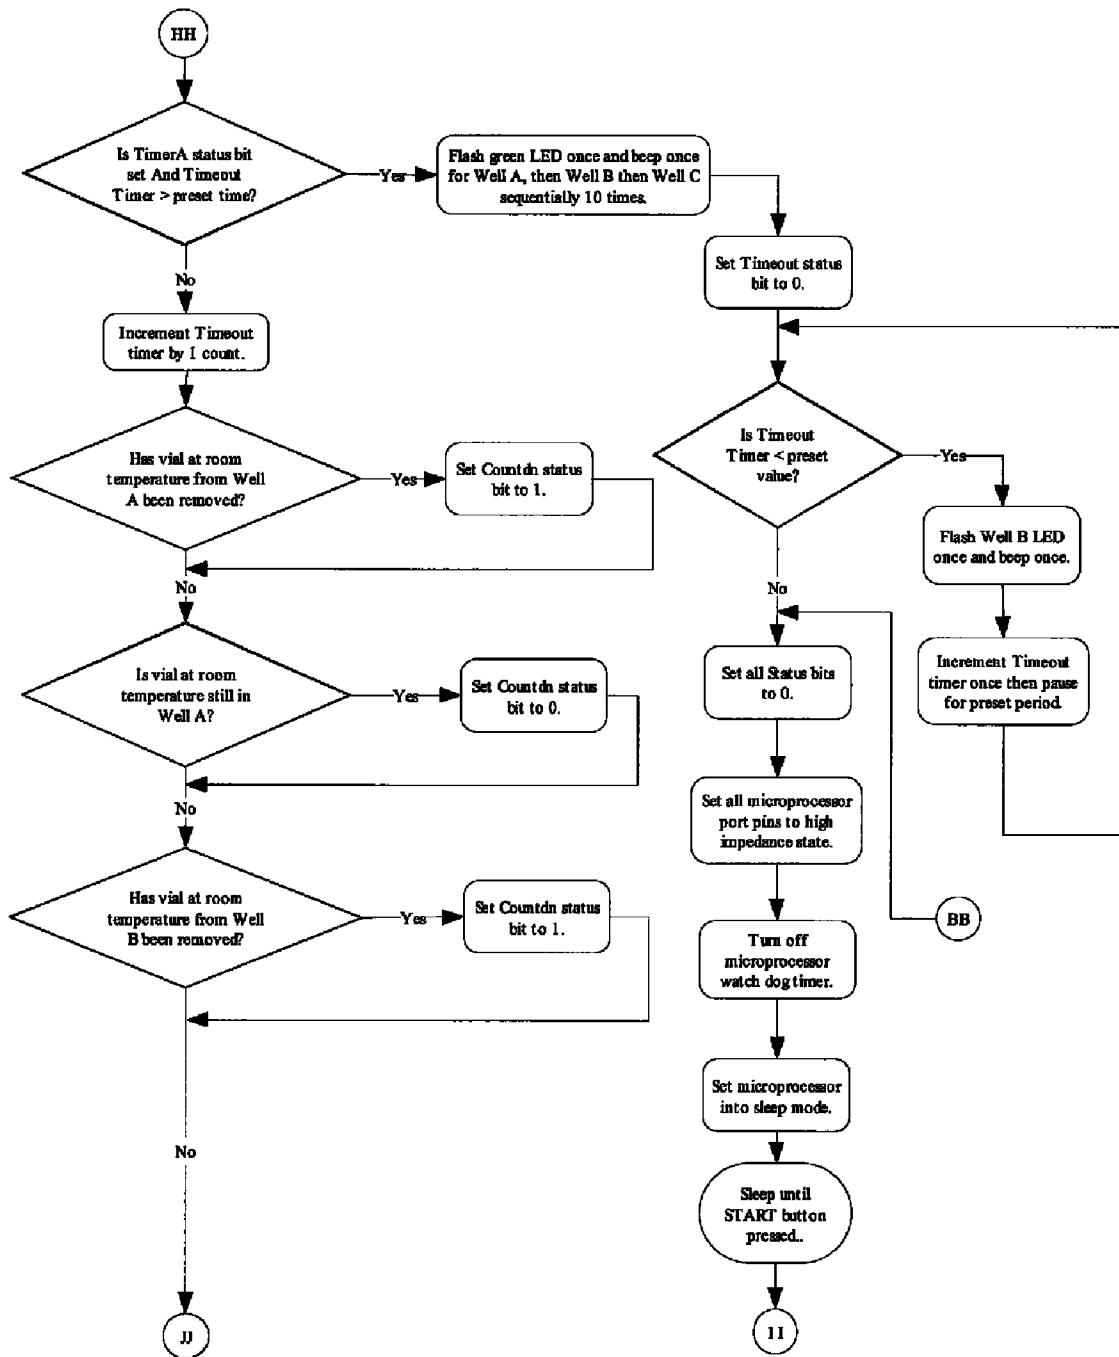 HH
Is TimerA status bit
set And Timeout
Timer > preset time?
Yes
Flash green LED once and beep once
for Well A, then Well B then Well C
sequentially 10 times.
Set Timeout status
bit to 0.
No
Increment Timeout
timer by 1 count.
Has vial at room
temperature from Well
A been removed?
Yes
Set Countdn status
bit to 1.
No
Is vial at room
temperature still in
Well A?
Yes
Set Countdn status
bit to 0.
No
Has vial at room
temperature from Well
B been removed?
Yes
Set Countdn status
bit to 1.
No
JJ
Is Timeout
Timer < preset
value?
Yes
Flash Well B LED
once and beep once.
Increment Timeout
timer once then pause
for preset period.
No
Set all Status bits
to 0.
Set all microprocessor
port pins to high
impedance state.
BB
Turn off
microprocessor
watch dog timer.
Set microprocessor
into sleep mode.
Sleep until
START button
pressed..
II